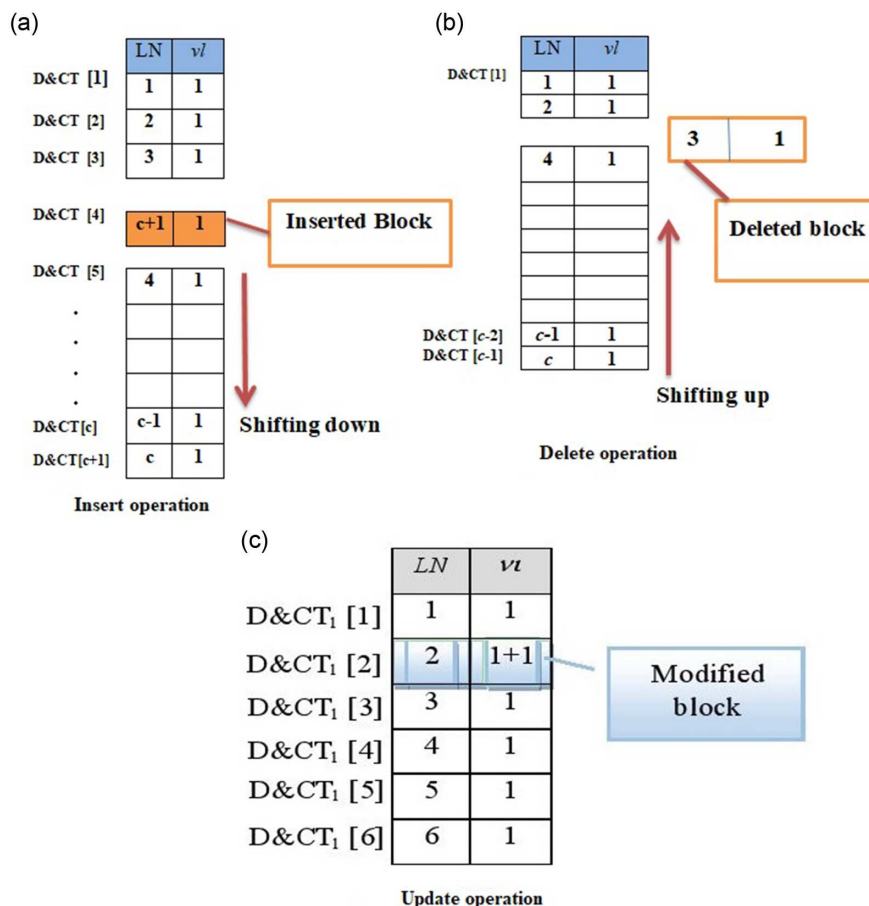 (a)
LN vl
D&CT [1] 1 1
D&CT [2] 2 1
D&CT [3] 3 1
D&CT [4] c+1 1
Inserted Block
D&CT [5] 4 1
.
.
.
.
D&CT[c] c-1 1
Shifting down
D&CT[c+1] c 1
Insert operation
(b)
LN vl
D&CT [1] 1 1
2 1
3 1
4 1
Deleted block
D&CT [c-2] c-1 1
D&CT [c-1] c 1
Shifting up
Delete operation
(c)
LN vι
D&CT₁ [1] 1 1
D&CT₁ [2] 2 1+1
Modified
block
D&CT₁ [3] 3 1
D&CT₁ [4] 4 1
D&CT₁ [5] 5 1
D&CT₁ [6] 6 1
Update operation